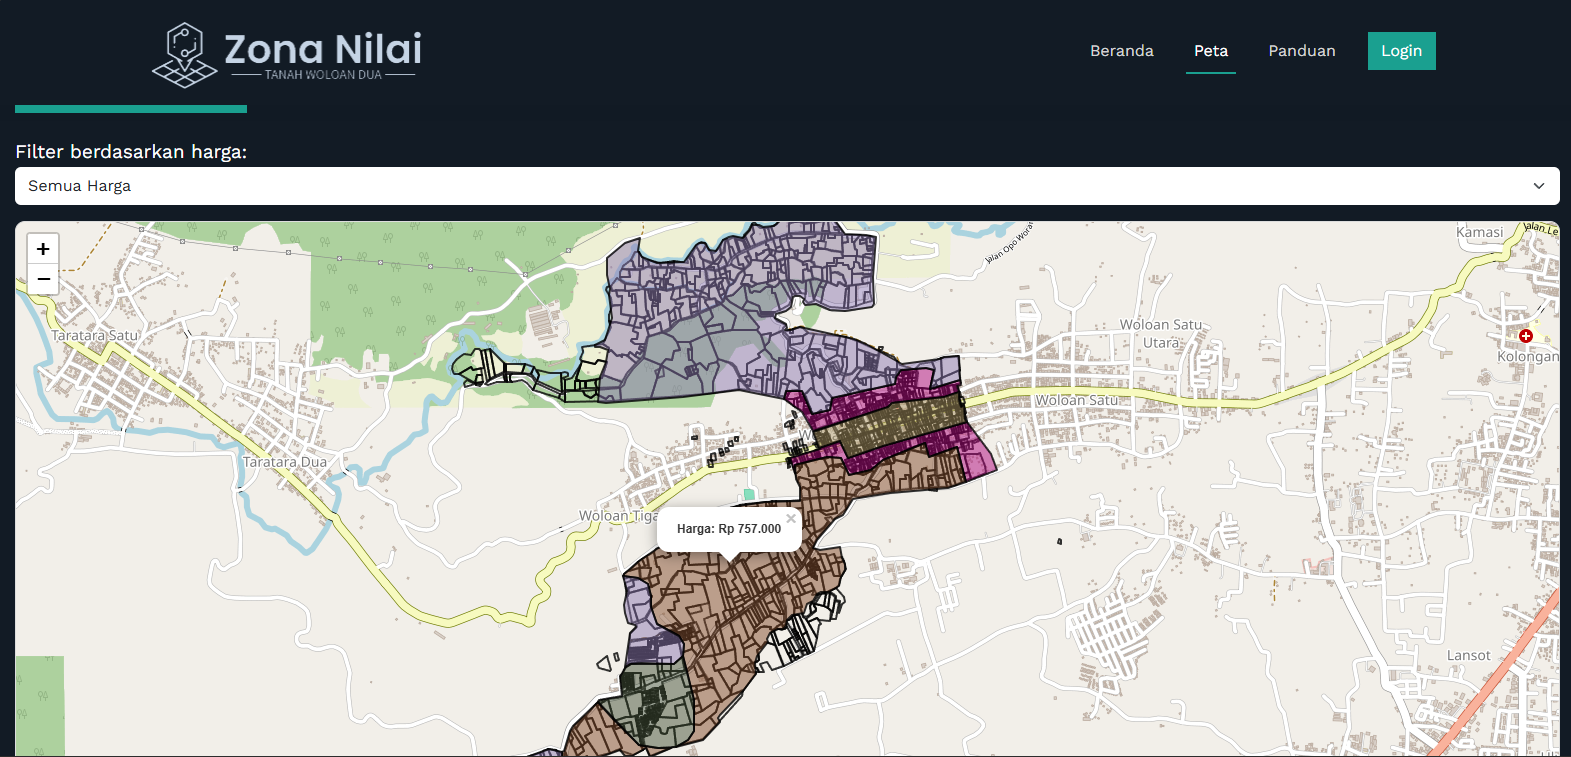 Zona Nilai
TANAH WOLOAN DUA
Beranda
Peta
Panduan
Login
Filter berdasarkan harga:
Semua Harga
+
−
Jalan Opo Wora
Kamasi
Jalan Le
Taratara Satu
Woloan Satu
Utara
Kolongan
Woloan Satu
W
Taratara Dua
Woloan Tiga
Harga: Rp 757.000
×
Lansot